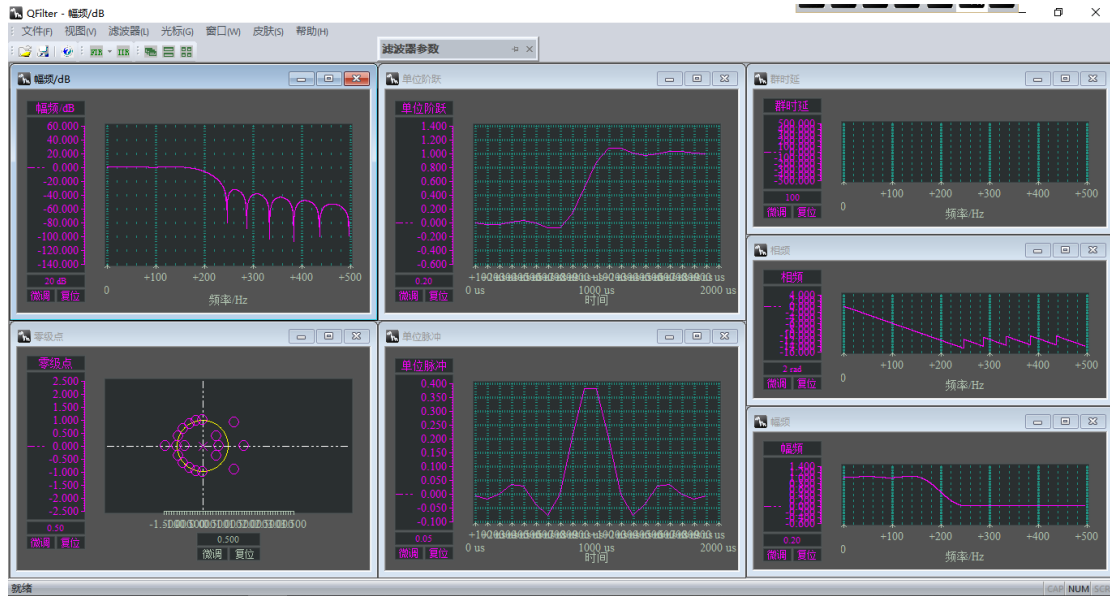 QFilter - 幅频/dB
文件(F) 视图(V) 滤波器(L) 光标(G) 窗口(W) 皮肤(S) 帮助(H)
FIR IIR
滤波器参数
幅频/dB
幅频/dB
60.000
40.000
20.000
0.000
-20.000
-40.000
-60.000
-80.000
-100.000
-120.000
-140.000
20 dB
微调 复位
+100 +200 +300 +400 +500
0
频率/Hz
单位阶跃
单位阶跃
1.400
1.200
1.000
0.800
0.600
0.400
0.200
0.000
-0.200
-0.400
-0.600
0.20
微调 复位
0 us 1000 us 2000 us
时间
群时延
群时延
500.000
100
微调 复位
+100 +200 +300 +400 +500
0
频率/Hz
相频
相频
4.000
-16.000
2 rad
微调 复位
+100 +200 +300 +400 +500
0
频率/Hz
零级点
零级点
2.500
2.000
1.500
1.000
0.500
0.000
-0.500
-1.000
-1.500
-2.000
-2.500
0.50
微调 复位
0.500
微调 复位
单位脉冲
单位脉冲
0.400
0.350
0.300
0.250
0.200
0.150
0.100
0.050
0.000
-0.050
-0.100
0.05
微调 复位
0 us 1000 us 2000 us
时间
幅频
幅频
1.400
0.20
微调 复位
+100 +200 +300 +400 +500
0
频率/Hz
就绪
CAP NUM SCR